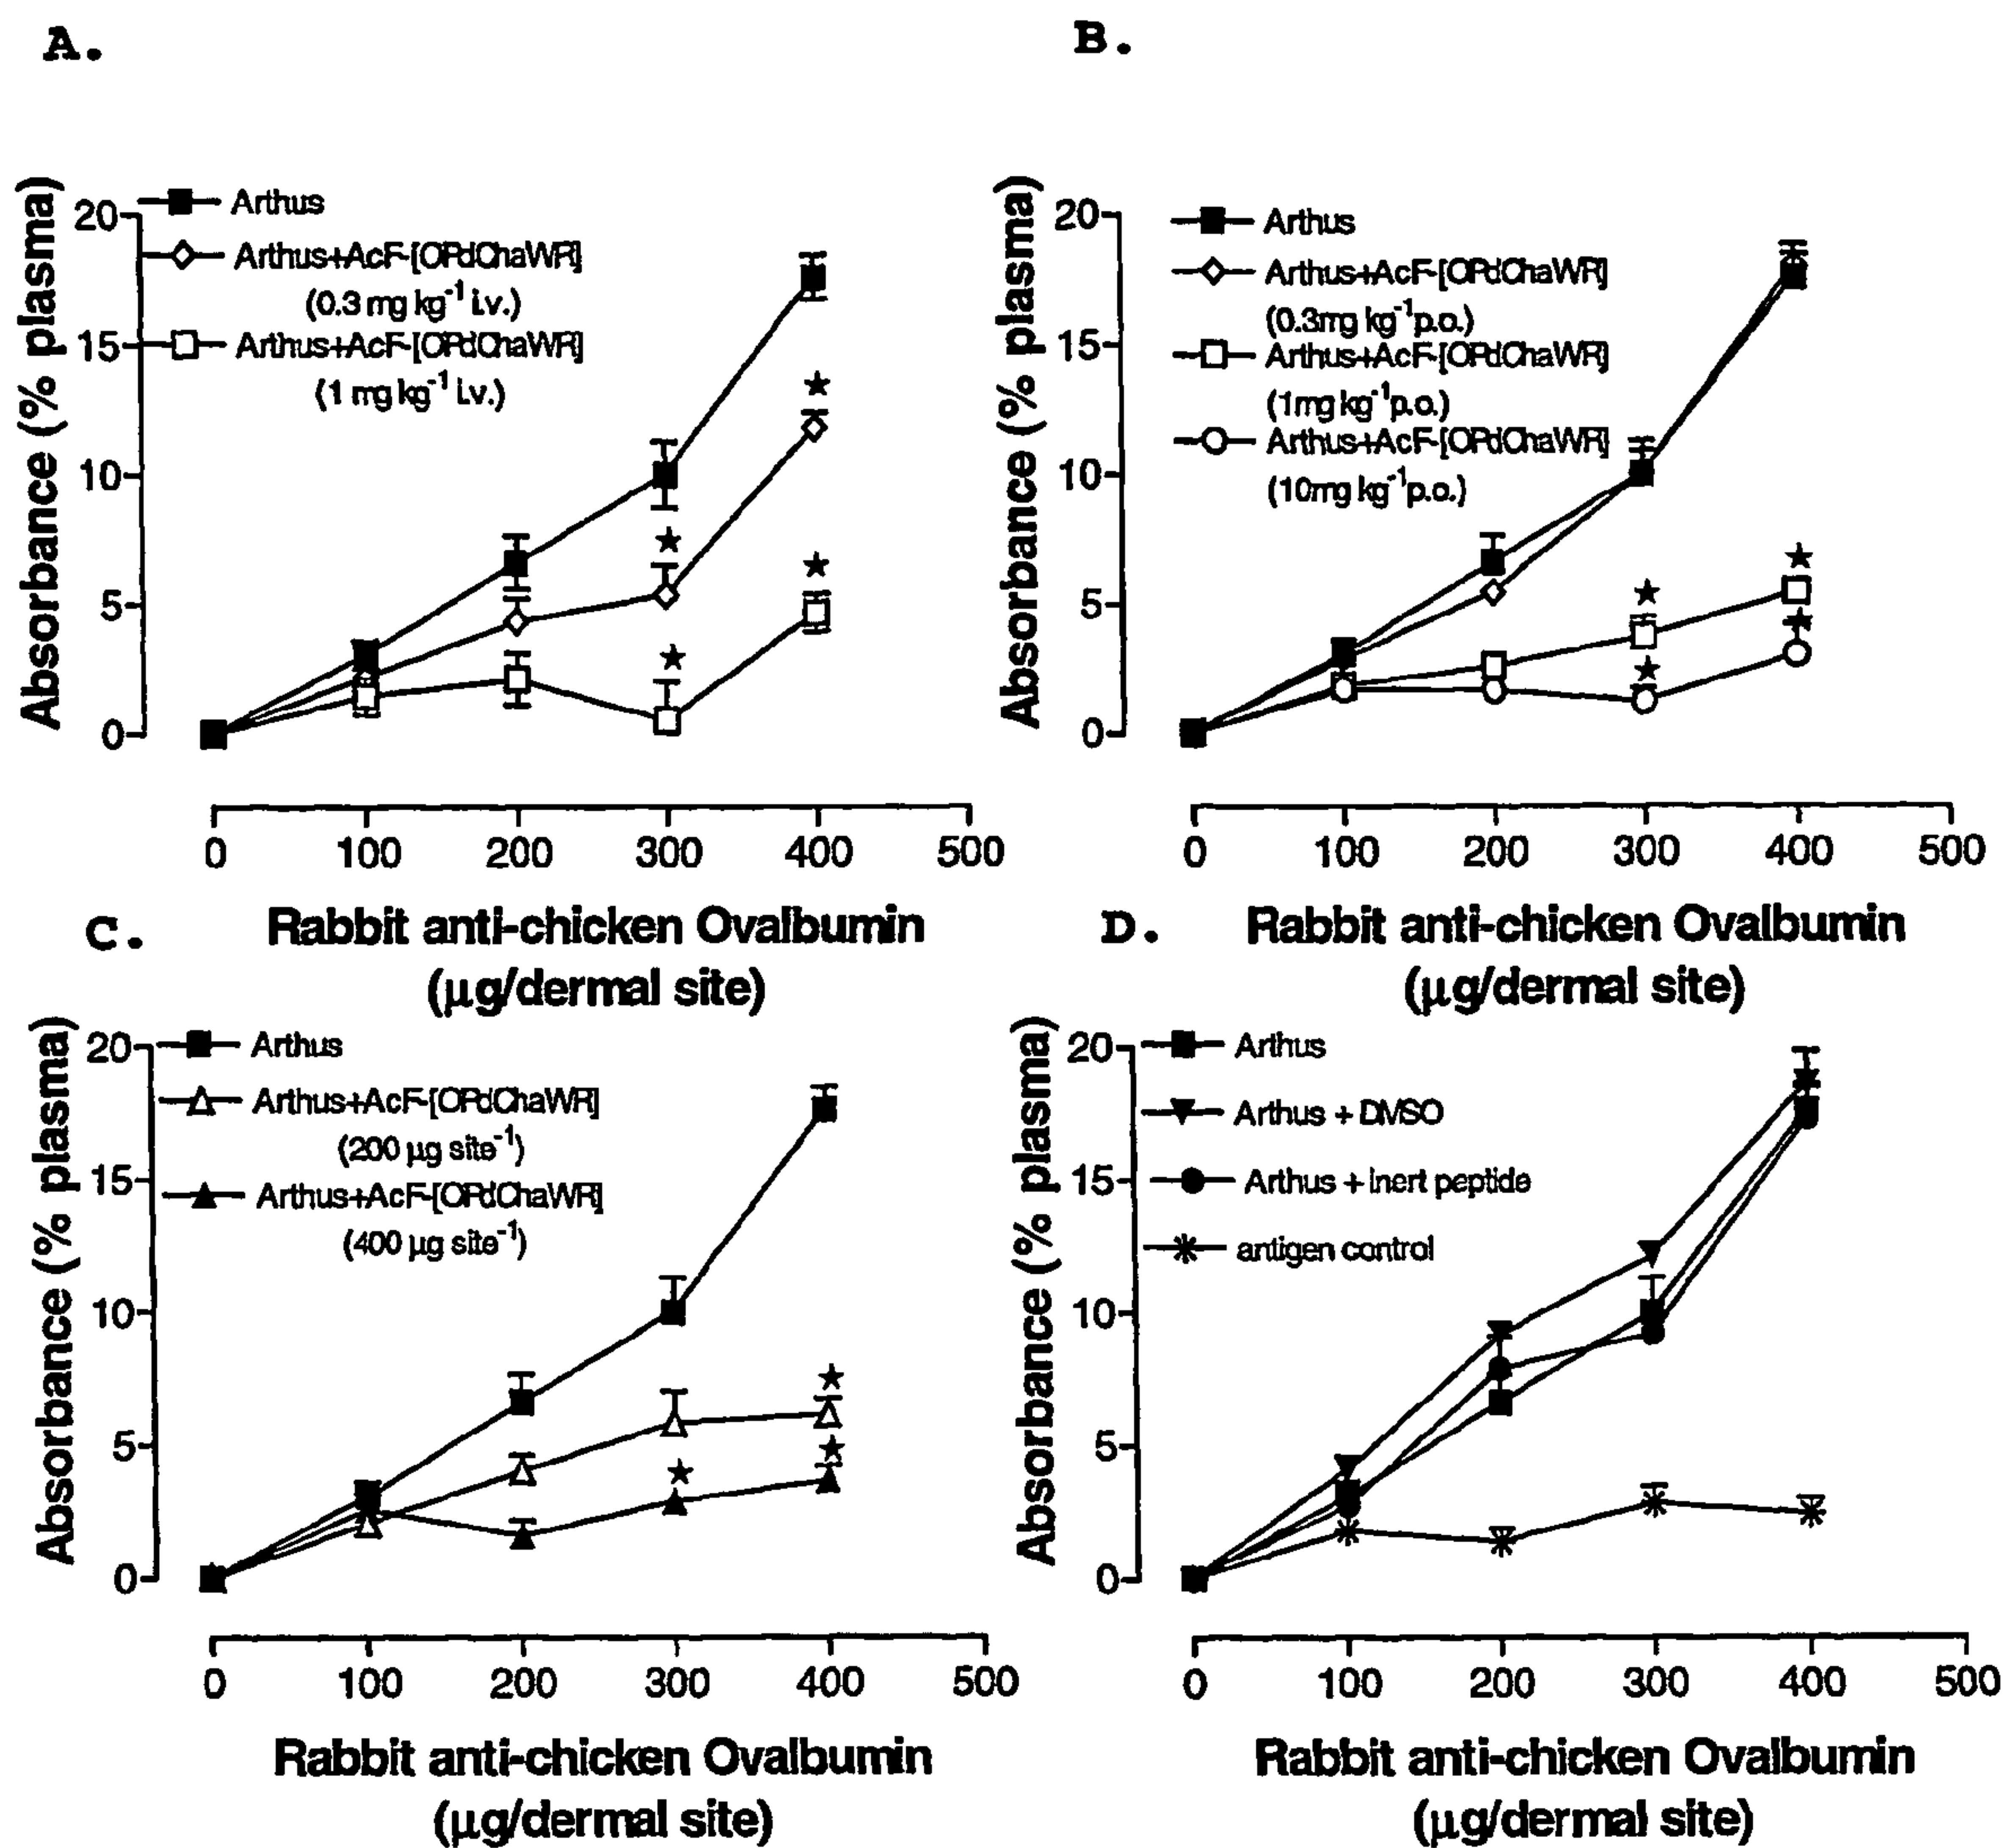 A.
Absorbance (% plasma)
20
15
10
5
0
Arthus
Arthus+AcF-[OPdChaWR]
(0.3 mg kg⁻¹ i.v.)
Arthus+AcF-[OPdChaWR]
(1 mg kg⁻¹ i.v.)
★
★
★
★
0 100 200 300 400 500
Rabbit anti-chicken Ovalbumin
(µg/dermal site)
B.
Absorbance (% plasma)
20
15
10
5
0
Arthus
Arthus+AcF-[OPdChaWR]
(0.3mg kg⁻¹p.o.)
Arthus+AcF-[OPdChaWR]
(1mg kg⁻¹p.o.)
Arthus+AcF-[OPdChaWR]
(10mg kg⁻¹p.o.)
★
★
★
★
0 100 200 300 400 500
Rabbit anti-chicken Ovalbumin
(µg/dermal site)
C.
Absorbance (% plasma)
20
15
10
5
0
Arthus
Arthus+AcF-[OPdChaWR]
(200 µg site⁻¹)
Arthus+AcF-[OPdChaWR]
(400 µg site⁻¹)
★
★
★
0 100 200 300 400 500
Rabbit anti-chicken Ovalbumin
(µg/dermal site)
D.
Absorbance (% plasma)
20
15
10
5
0
Arthus
Arthus + DMSO
Arthus + inert peptide
antigen control
0 100 200 300 400 500
Rabbit anti-chicken Ovalbumin
(µg/dermal site)